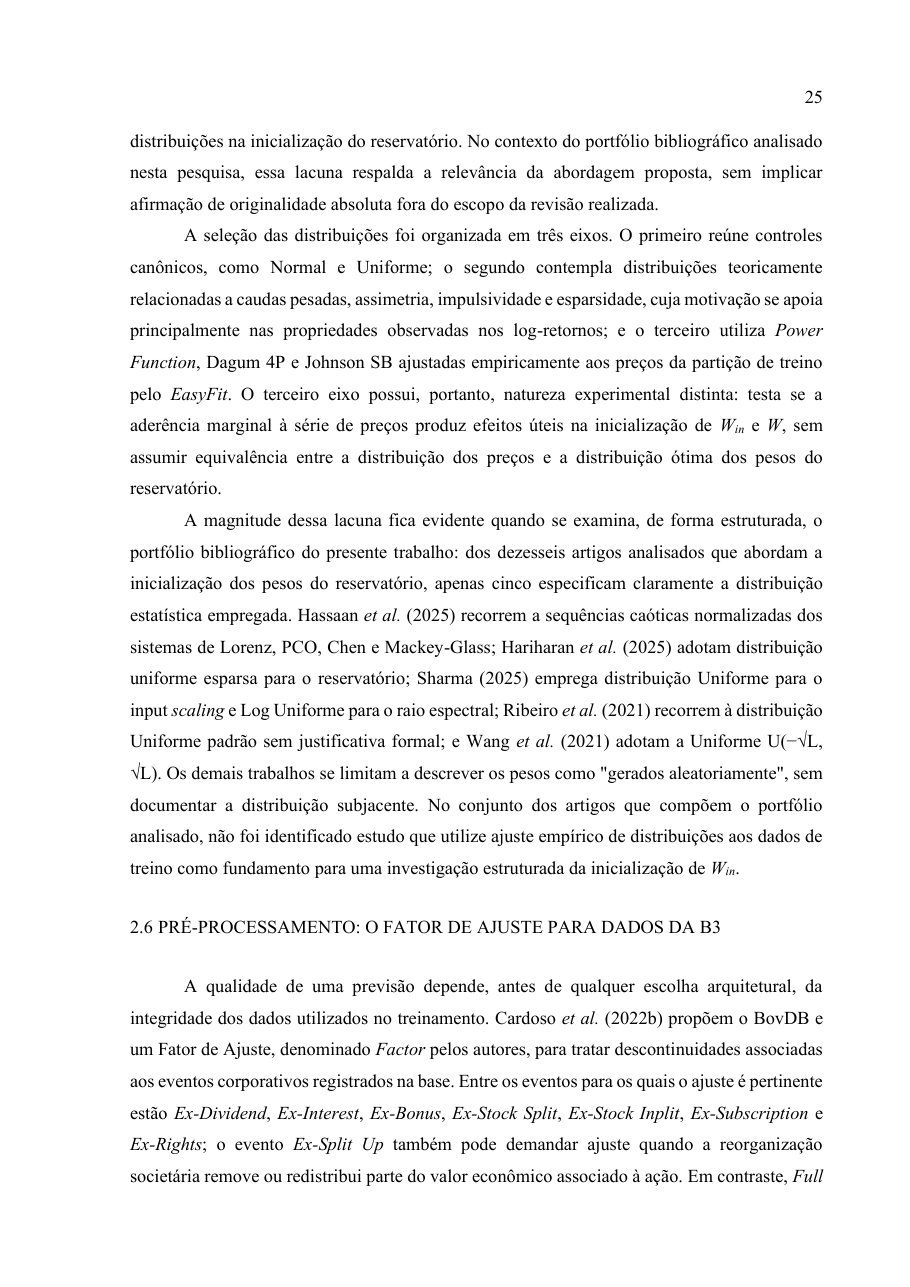 25
distribuições na inicialização do reservatório. No contexto do portfólio bibliográfico analisado
nesta pesquisa, essa lacuna respalda a relevância da abordagem proposta, sem implicar
afirmação de originalidade absoluta fora do escopo da revisão realizada.
A seleção das distribuições foi organizada em três eixos. O primeiro reúne controles
canônicos, como Normal e Uniforme; o segundo contempla distribuições teoricamente
relacionadas a caudas pesadas, assimetria, impulsividade e esparsidade, cuja motivação se apoia
principalmente nas propriedades observadas nos log-retornos; e o terceiro utiliza Power
Function, Dagum 4P e Johnson SB ajustadas empiricamente aos preços da partição de treino
pelo EasyFit. O terceiro eixo possui, portanto, natureza experimental distinta: testa se a
aderência marginal à série de preços produz efeitos úteis na inicialização de Win e W, sem
assumir equivalência entre a distribuição dos preços e a distribuição ótima dos pesos do
reservatório.
A magnitude dessa lacuna fica evidente quando se examina, de forma estruturada, o
portfólio bibliográfico do presente trabalho: dos dezesseis artigos analisados que abordam a
inicialização dos pesos do reservatório, apenas cinco especificam claramente a distribuição
estatística empregada. Hassaan et al. (2025) recorrem a sequências caóticas normalizadas dos
sistemas de Lorenz, PCO, Chen e Mackey-Glass; Hariharan et al. (2025) adotam distribuição
uniforme esparsa para o reservatório; Sharma (2025) emprega distribuição Uniforme para o
input scaling e Log Uniforme para o raio espectral; Ribeiro et al. (2021) recorrem à distribuição
Uniforme padrão sem justificativa formal; e Wang et al. (2021) adotam a Uniforme U(−√L,
√L). Os demais trabalhos se limitam a descrever os pesos como "gerados aleatoriamente", sem
documentar a distribuição subjacente. No conjunto dos artigos que compõem o portfólio
analisado, não foi identificado estudo que utilize ajuste empírico de distribuições aos dados de
treino como fundamento para uma investigação estruturada da inicialização de Win.
2.6 PRÉ-PROCESSAMENTO: O FATOR DE AJUSTE PARA DADOS DA B3
A qualidade de uma previsão depende, antes de qualquer escolha arquitetural, da
integridade dos dados utilizados no treinamento. Cardoso et al. (2022b) propõem o BovDB e
um Fator de Ajuste, denominado Factor pelos autores, para tratar descontinuidades associadas
aos eventos corporativos registrados na base. Entre os eventos para os quais o ajuste é pertinente
estão Ex-Dividend, Ex-Interest, Ex-Bonus, Ex-Stock Split, Ex-Stock Inplit, Ex-Subscription e
Ex-Rights; o evento Ex-Split Up também pode demandar ajuste quando a reorganização
societária remove ou redistribui parte do valor econômico associado à ação. Em contraste, Full